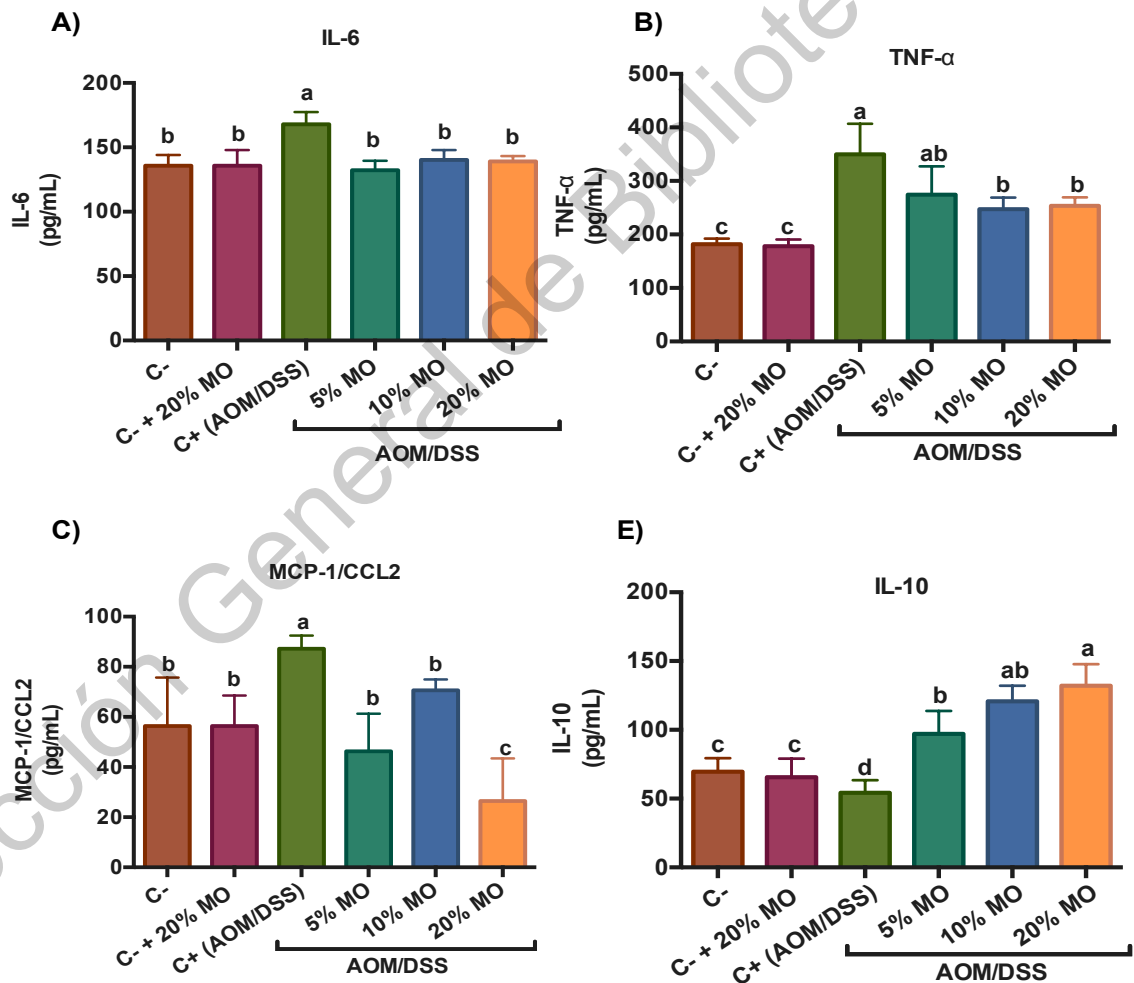 A)
IL-6
IL-6
(pg/mL)
200
150
100
50
0
b
b
a
b
b
b
C-
C- + 20% MO
C+ (AOM/DSS)
5% MO
10% MO
20% MO
AOM/DSS
B)
TNF-α
TNF-α
(pg/mL)
500
400
300
200
100
0
c
c
a
ab
b
b
C-
C- + 20% MO
C+ (AOM/DSS)
5% MO
10% MO
20% MO
AOM/DSS
C)
MCP-1/CCL2
MCP-1/CCL2
(pg/mL)
100
80
60
40
20
0
b
b
a
b
b
c
C-
C- + 20% MO
C+ (AOM/DSS)
5% MO
10% MO
20% MO
AOM/DSS
E)
IL-10
IL-10
(pg/mL)
200
150
100
50
0
c
c
d
b
ab
a
C-
C- + 20% MO
C+ (AOM/DSS)
5% MO
10% MO
20% MO
AOM/DSS
General de